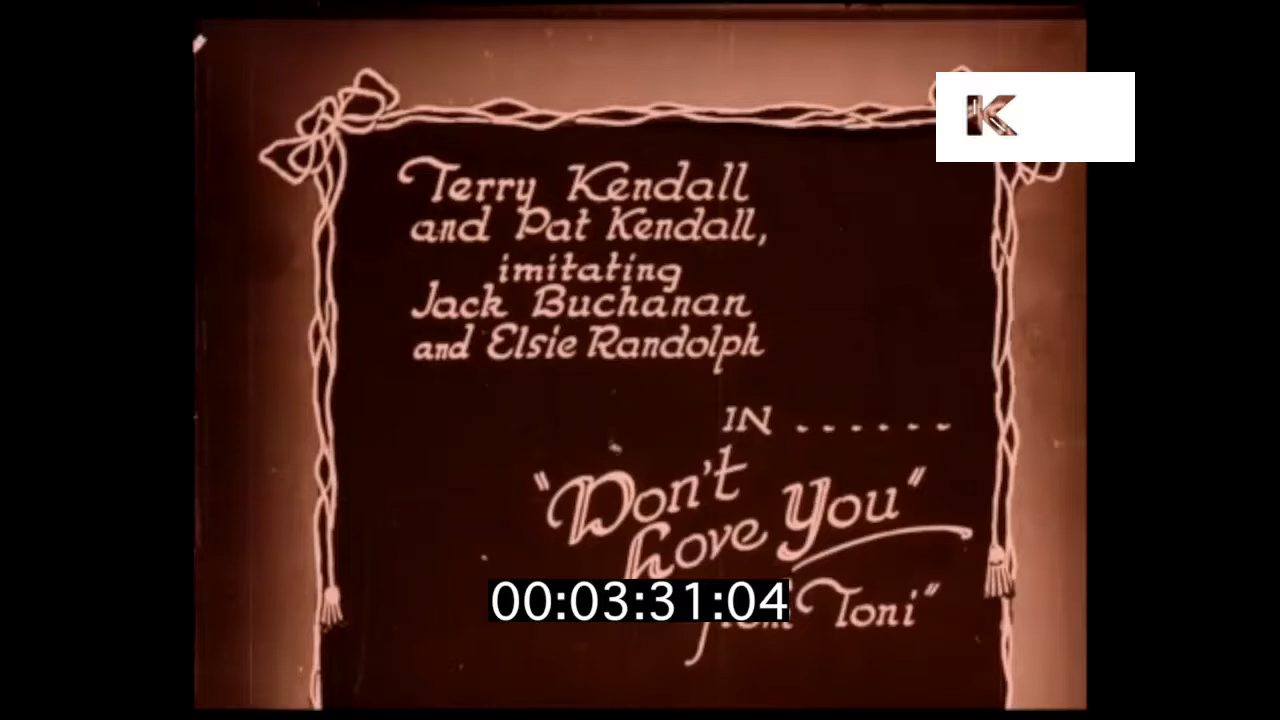 K
Terry Kendall
and Pat Kendall,
imitating
Jack Buchanan
and Elsie Randolph
IN ......
"Don't
Love You"
00:03:31:04
Toni"